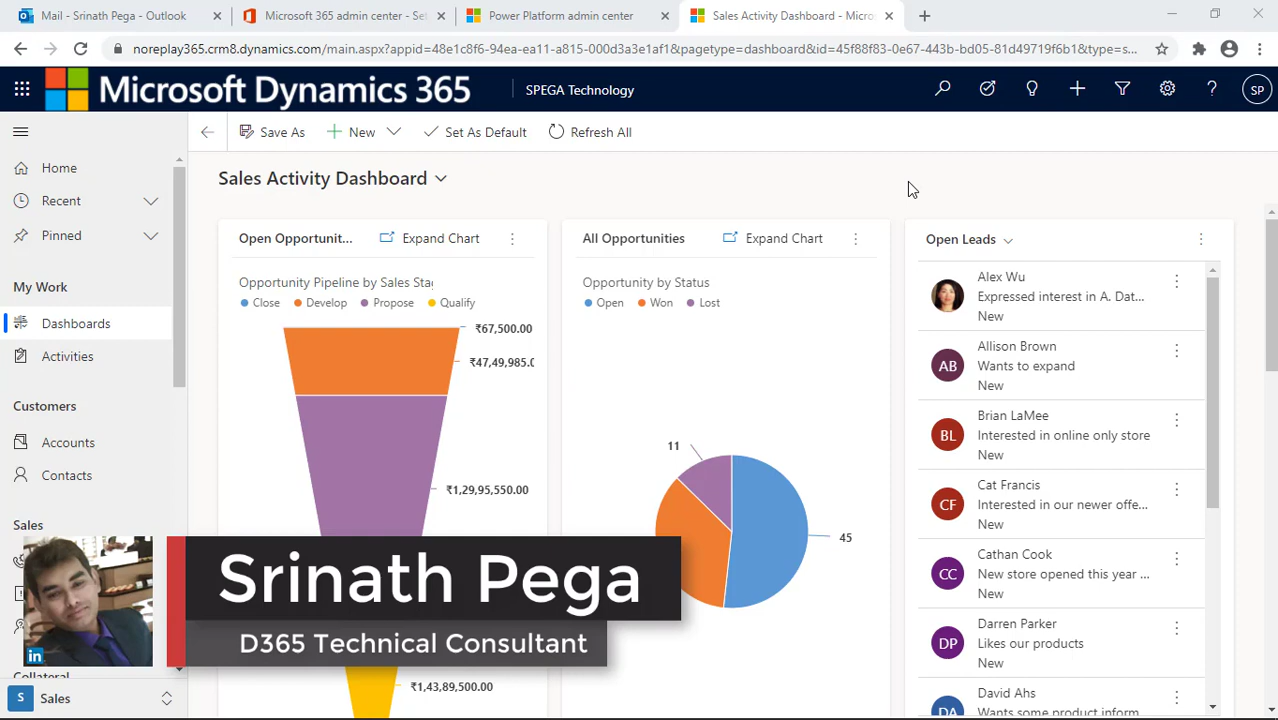 Mail - Srinath Pega - Outlook
Microsoft 365 admin center - Set
Power Platform admin center
Sales Activity Dashboard - Micros
noreplay365.crm8.dynamics.com/main.aspx?appid=48e1c8f6-94ea-ea11-a815-000d3a3e1af1&pagetype=dashboard&id=45f88f83-0e67-443b-bd05-81d49719f6b1&type=s...
Microsoft Dynamics 365
SPEGA Technology
SP
Save As
New
Set As Default
Refresh All
Home
Recent
Pinned
My Work
Dashboards
Activities
Customers
Accounts
Contacts
Sales
Collateral
S Sales
Sales Activity Dashboard
Open Opportunit...
Expand Chart
Opportunity Pipeline by Sales Stag
Close Develop Propose Qualify
₹67,500.00
₹47,49,985.0
₹1,29,95,550.00
₹1,43,89,500.00
All Opportunities
Expand Chart
Opportunity by Status
Open Won Lost
11
45
Open Leads
Alex Wu
Expressed interest in A. Dat...
New
AB
Allison Brown
Wants to expand
New
BL
Brian LaMee
Interested in online only store
New
CF
Cat Francis
Interested in our newer offe...
New
CC
Cathan Cook
New store opened this year ...
New
DP
Darren Parker
Likes our products
New
DA
David Ahs
Wants some product inform
Srinath Pega
D365 Technical Consultant
in